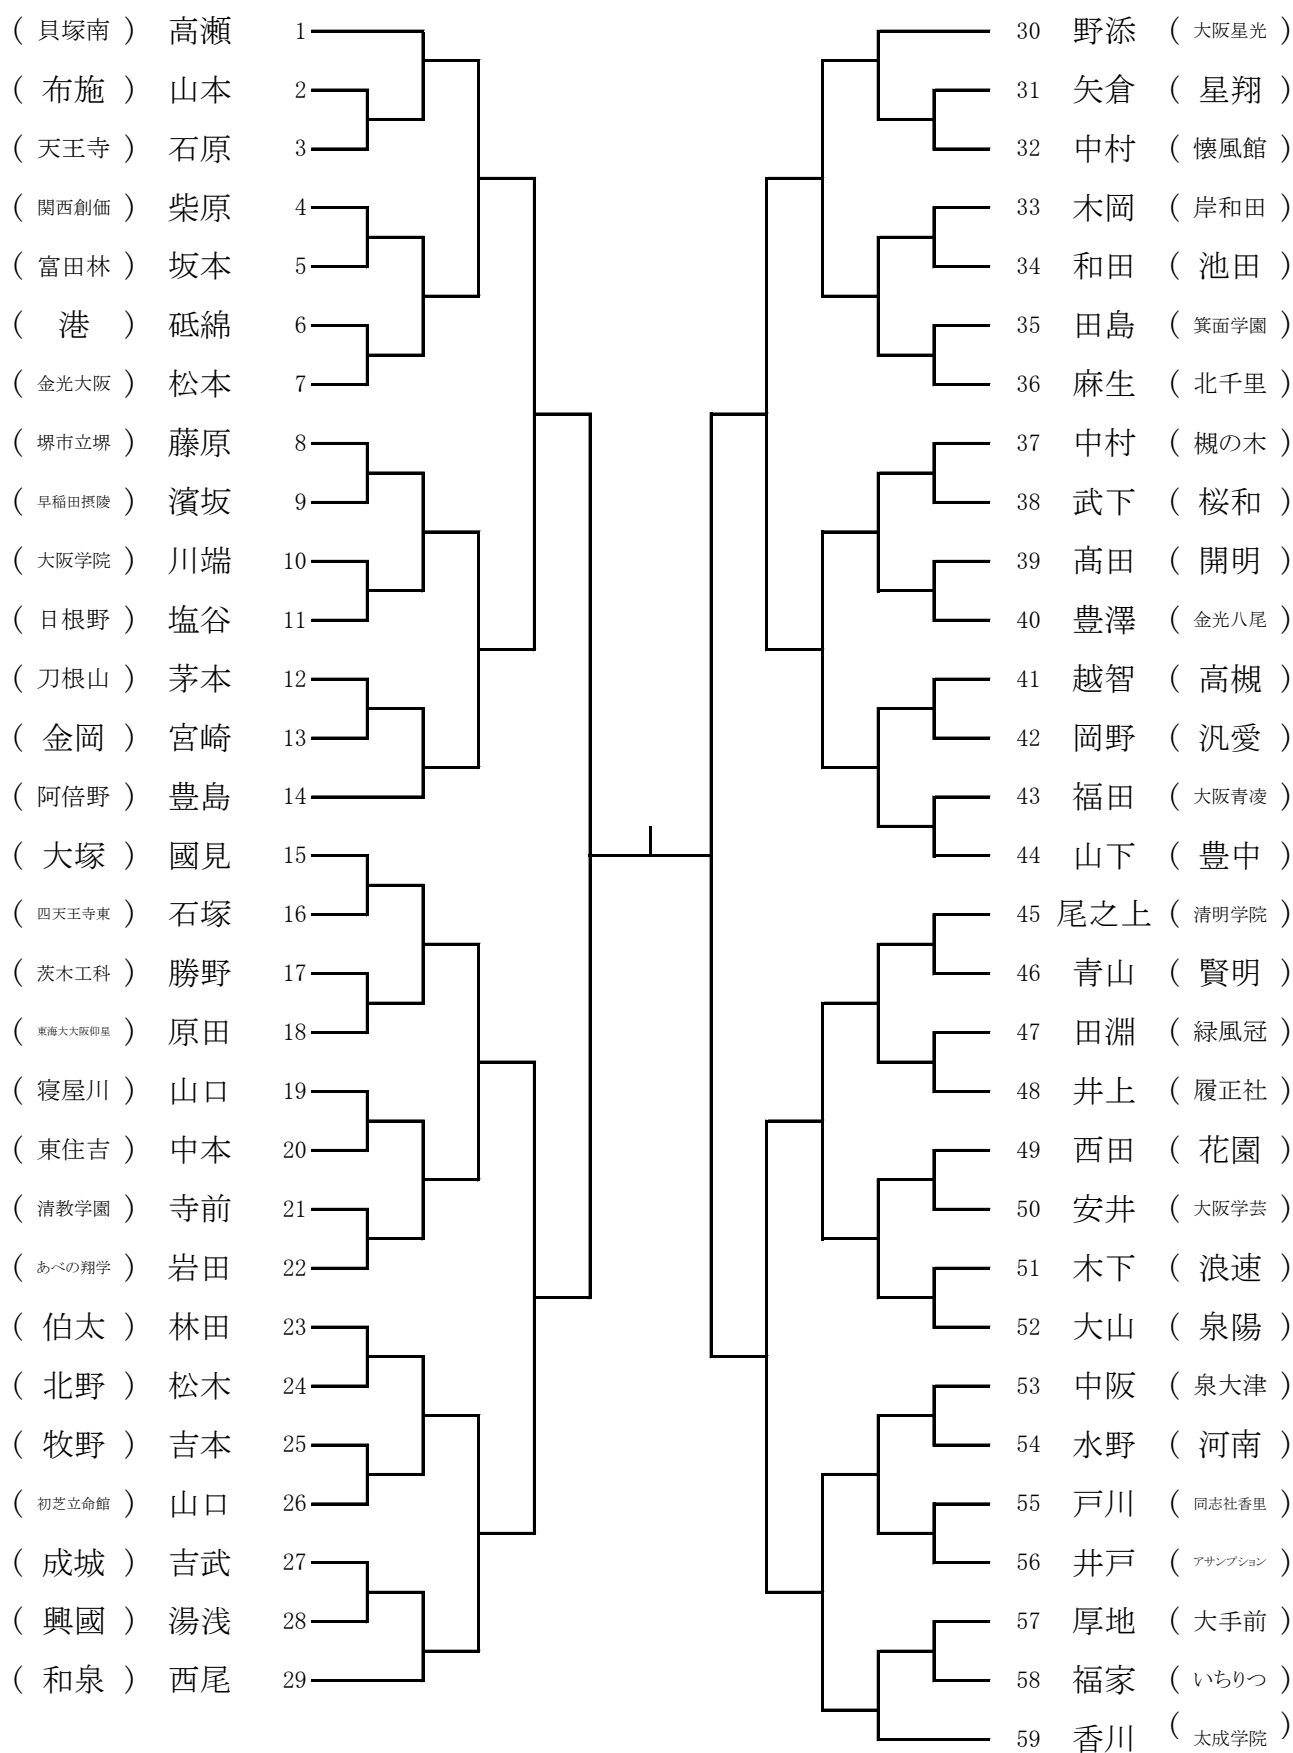 ( 貝塚南 ) 高瀬 1
( 布施 ) 山本 2
( 天王寺 ) 石原 3
( 関西創価 ) 柴原 4
( 富田林 ) 坂本 5
( 港 ) 砥綿 6
( 金光大阪 ) 松本 7
( 堺市立堺 ) 藤原 8
( 早稲田摂陵 ) 濱坂 9
( 大阪学院 ) 川端 10
( 日根野 ) 塩谷 11
( 刀根山 ) 茅本 12
( 金岡 ) 宮崎 13
( 阿倍野 ) 豊島 14
( 大塚 ) 國見 15
( 四天王寺東 ) 石塚 16
( 茨木工科 ) 勝野 17
( 東海大大阪仰星 ) 原田 18
( 寝屋川 ) 山口 19
( 東住吉 ) 中本 20
( 清教学園 ) 寺前 21
( あべの翔学 ) 岩田 22
( 伯太 ) 林田 23
( 北野 ) 松木 24
( 牧野 ) 吉本 25
( 初芝立命館 ) 山口 26
( 成城 ) 吉武 27
( 興國 ) 湯浅 28
( 和泉 ) 西尾 29
30 野添 ( 大阪星光 )
31 矢倉 ( 星翔 )
32 中村 ( 懐風館 )
33 木岡 ( 岸和田 )
34 和田 ( 池田 )
35 田島 ( 箕面学園 )
36 麻生 ( 北千里 )
37 中村 ( 槻の木 )
38 武下 ( 桜和 )
39 髙田 ( 開明 )
40 豊澤 ( 金光八尾 )
41 越智 ( 高槻 )
42 岡野 ( 汎愛 )
43 福田 ( 大阪青凌 )
44 山下 ( 豊中 )
45 尾之上 ( 清明学院 )
46 青山 ( 賢明 )
47 田淵 ( 緑風冠 )
48 井上 ( 履正社 )
49 西田 ( 花園 )
50 安井 ( 大阪学芸 )
51 木下 ( 浪速 )
52 大山 ( 泉陽 )
53 中阪 ( 泉大津 )
54 水野 ( 河南 )
55 戸川 ( 同志社香里 )
56 井戸 ( アサンプション )
57 厚地 ( 大手前 )
58 福家 ( いちりつ )
59 香川 ( 太成学院 )